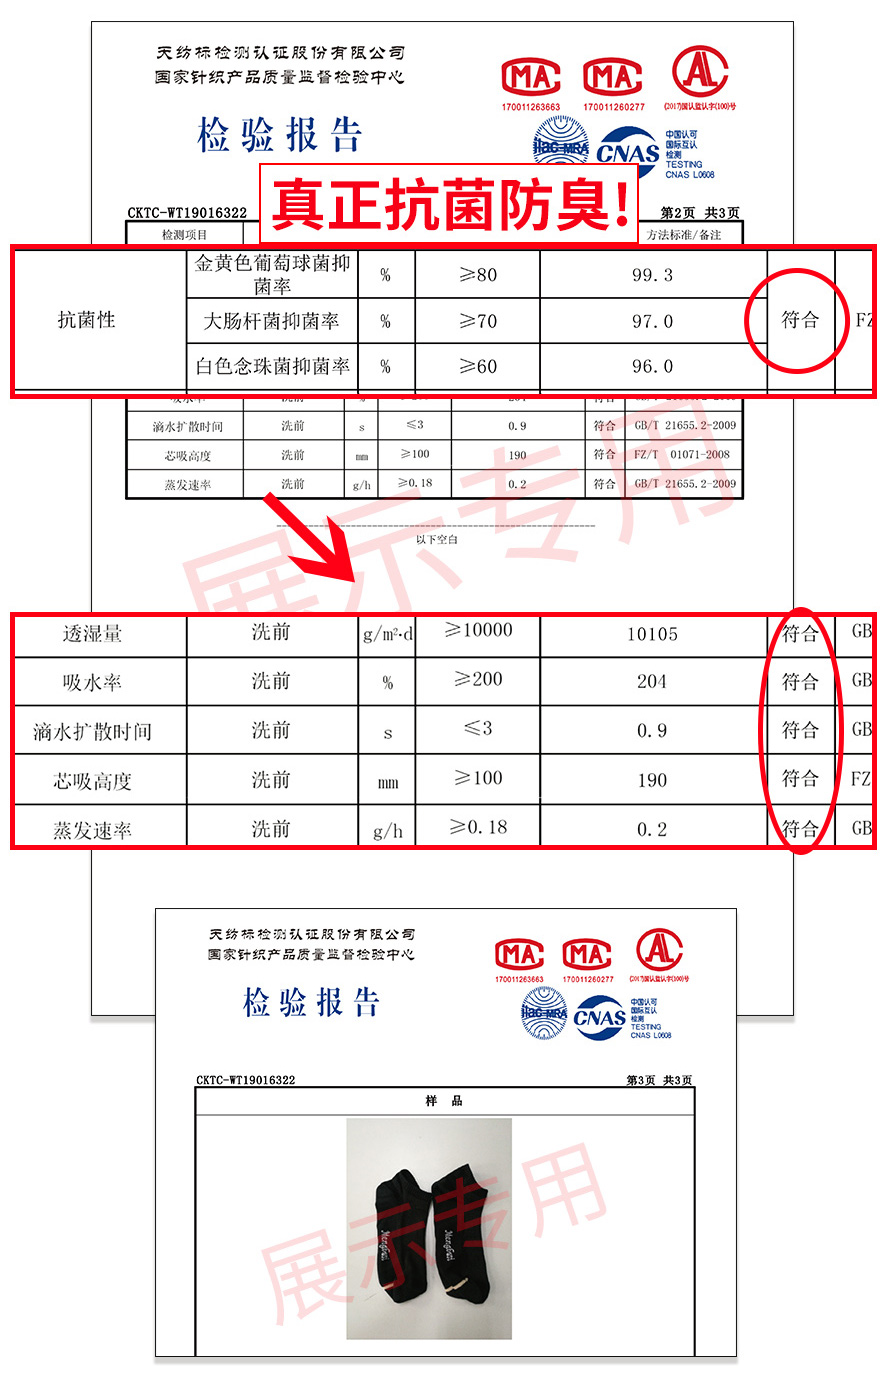 天纺标检测认证股份有限公司
国家针织产品质量监督检验中心
检验报告
MA
170011263663
MA
170011260277
AL
(2017)国认监认字(100)号
ilac-MRA
CNAS
中国认可
国际互认
检测
TESTING
CNAS L0608
真正抗菌防臭!
CKTC-WT19016322
第2页 共3页
检测项目
方法标准/备注
抗菌性
金黄色葡萄球菌抑菌率 % ≥80 99.3
大肠杆菌抑菌率 % ≥70 97.0 符合 FZ
白色念珠菌抑菌率 % ≥60 96.0
滴水扩散时间 洗前 s ≤3 0.9 符合 GB/T 21655.2-2009
芯吸高度 洗前 mm ≥100 190 符合 FZ/T 01071-2008
蒸发速率 洗前 g/h ≥0.18 0.2 符合 GB/T 21655.2-2009
以下空白
展示专用
透湿量 洗前 g/m²·d ≥10000 10105 符合 GB
吸水率 洗前 % ≥200 204 符合 GB
滴水扩散时间 洗前 s ≤3 0.9 符合 GB
芯吸高度 洗前 mm ≥100 190 符合 FZ
蒸发速率 洗前 g/h ≥0.18 0.2 符合 GB
天纺标检测认证股份有限公司
国家针织产品质量监督检验中心
检验报告
MA
170011263663
MA
170011260277
AL
(2017)国认监认字(100)号
ilac-MRA
CNAS
中国认可
国际互认
检测
TESTING
CNAS L0608
CKTC-WT19016322
第3页 共3页
样 品
展示专用